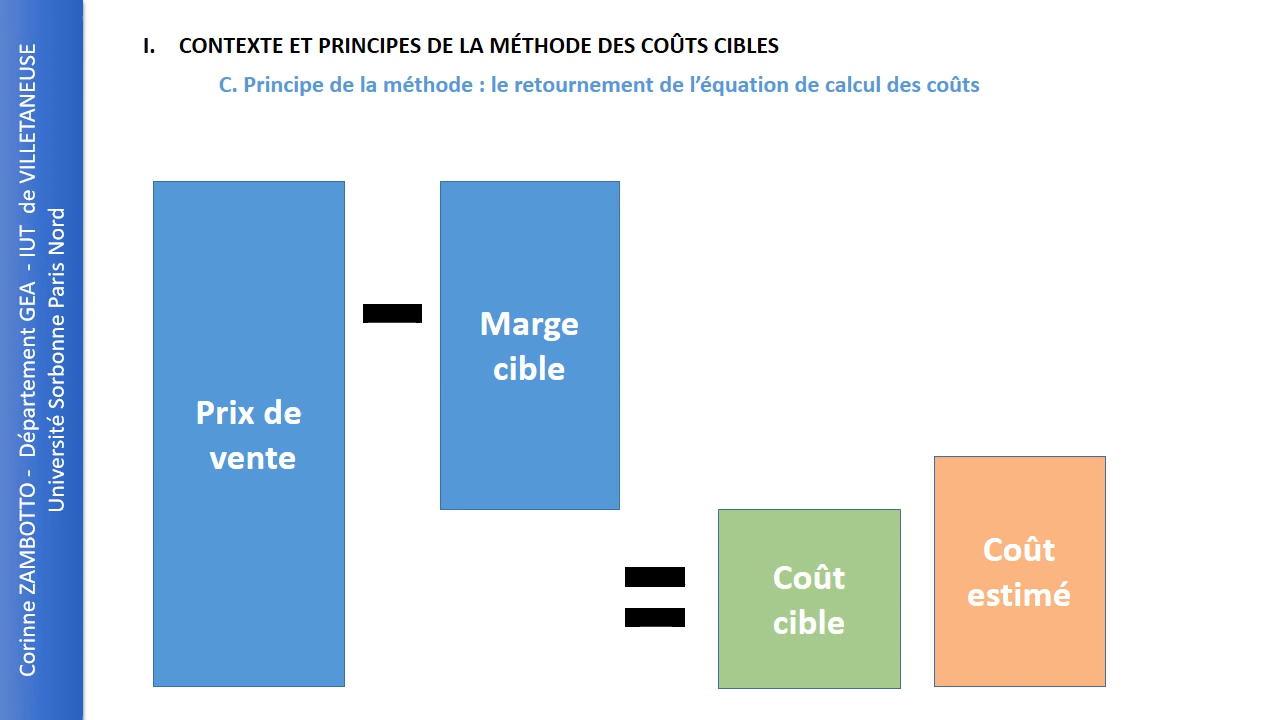 I. CONTEXTE ET PRINCIPES DE LA MÉTHODE DES COÛTS CIBLES
C. Principe de la méthode : le retournement de l’équation de calcul des coûts
Corinne ZAMBOTTO - Département GEA - IUT de VILLETANEUSE
Université Sorbonne Paris Nord
Prix de
vente
Marge
cible
Coût
cible
Coût
estimé